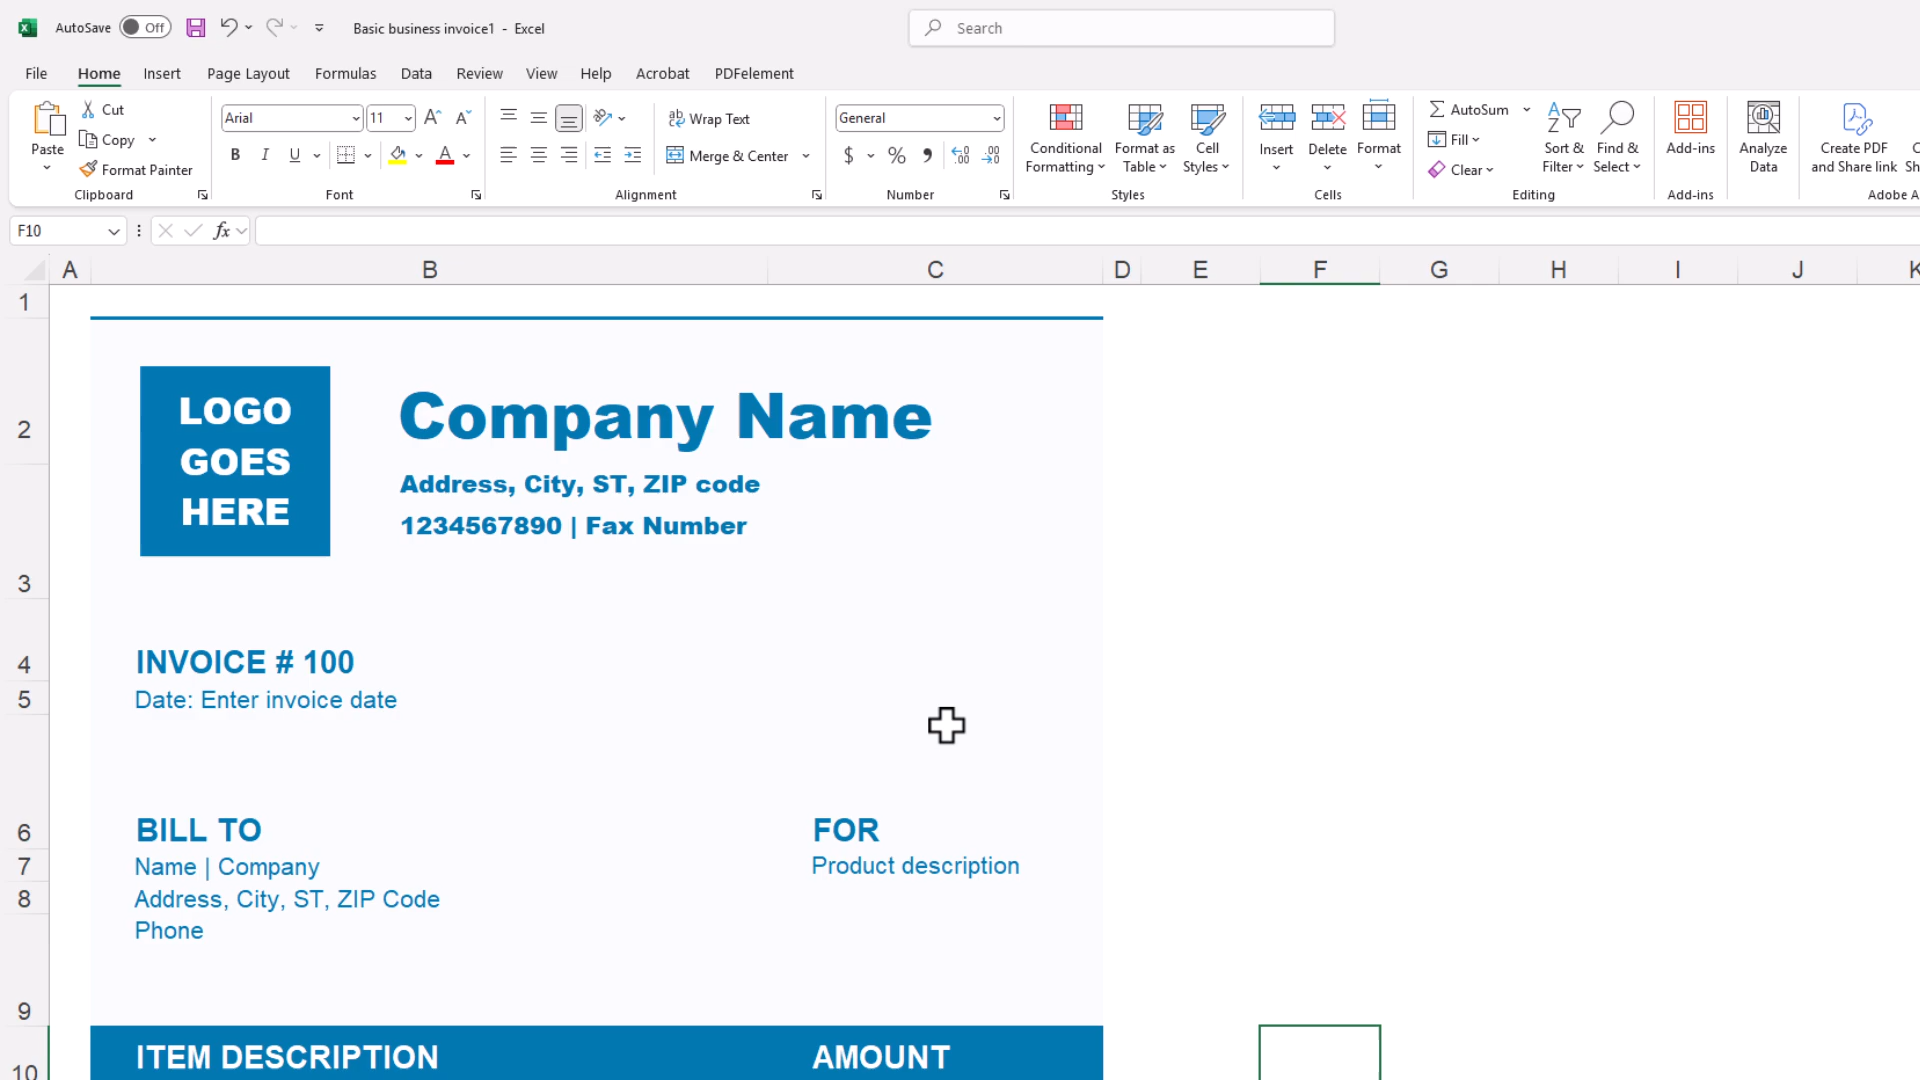 AutoSave Off Basic business invoice1 - Excel Search
File Home Insert Page Layout Formulas Data Review View Help Acrobat PDFelement
Paste Cut Copy Format Painter
Clipboard
Arial 11
B I U
Font
Wrap Text
Merge & Center
Alignment
General
$ % 9
Number
Conditional Formatting
Format as Table
Cell Styles
Styles
Insert Delete Format
Cells
AutoSum
Fill
Clear
Sort & Filter
Find & Select
Editing
Add-ins
Add-ins
Analyze Data
Create PDF and Share link
Adobe A
F10 fx
A B C D E F G H I J K
1
2
3
4
5
6
7
8
9
10
LOGO
GOES
HERE
Company Name
Address, City, ST, ZIP code
1234567890 | Fax Number
INVOICE # 100
Date: Enter invoice date
BILL TO FOR
Name | Company Product description
Address, City, ST, ZIP Code
Phone
ITEM DESCRIPTION AMOUNT